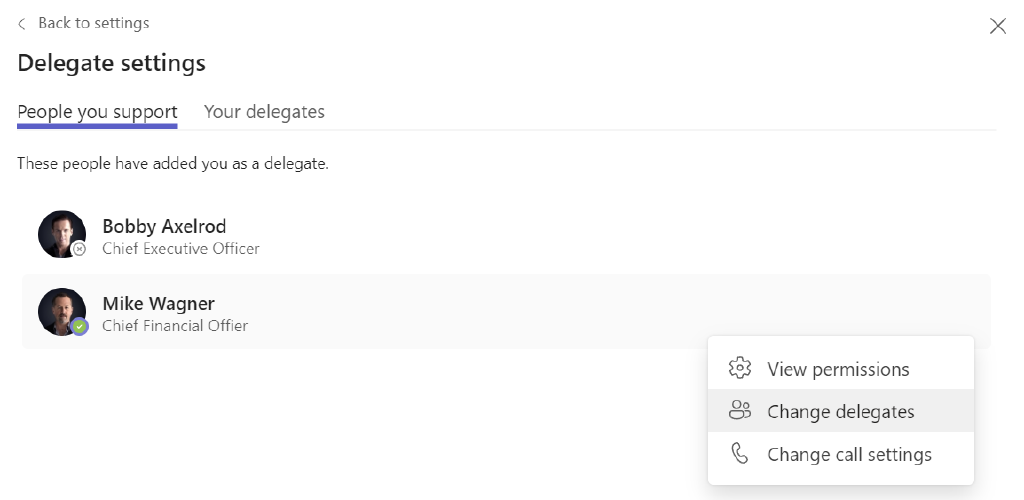 Back to settings
Delegate settings
People you support Your delegates
These people have added you as a delegate.
Bobby Axelrod
Chief Executive Officer
Mike Wagner
Chief Financial Offier
View permissions
Change delegates
Change call settings